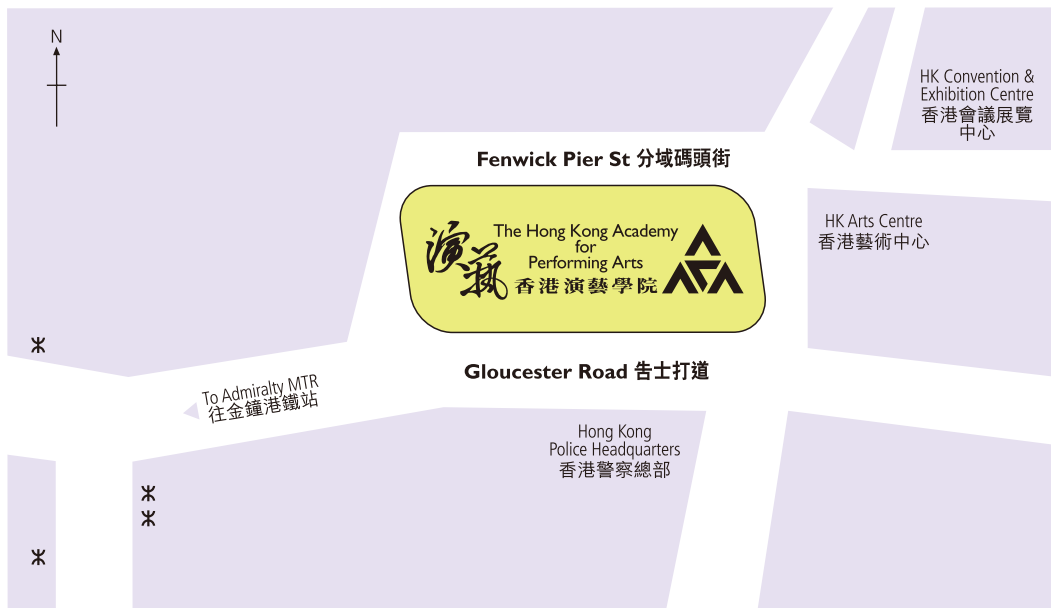 N
HK Convention &
Exhibition Centre
香港會議展覽
中心
Fenwick Pier St 分域碼頭街
演藝
The Hong Kong Academy
for
Performing Arts
香港演藝學院
HK Arts Centre
香港藝術中心
Gloucester Road 告士打道
To Admiralty MTR
往金鐘港鐵站
Hong Kong
Police Headquarters
香港警察總部